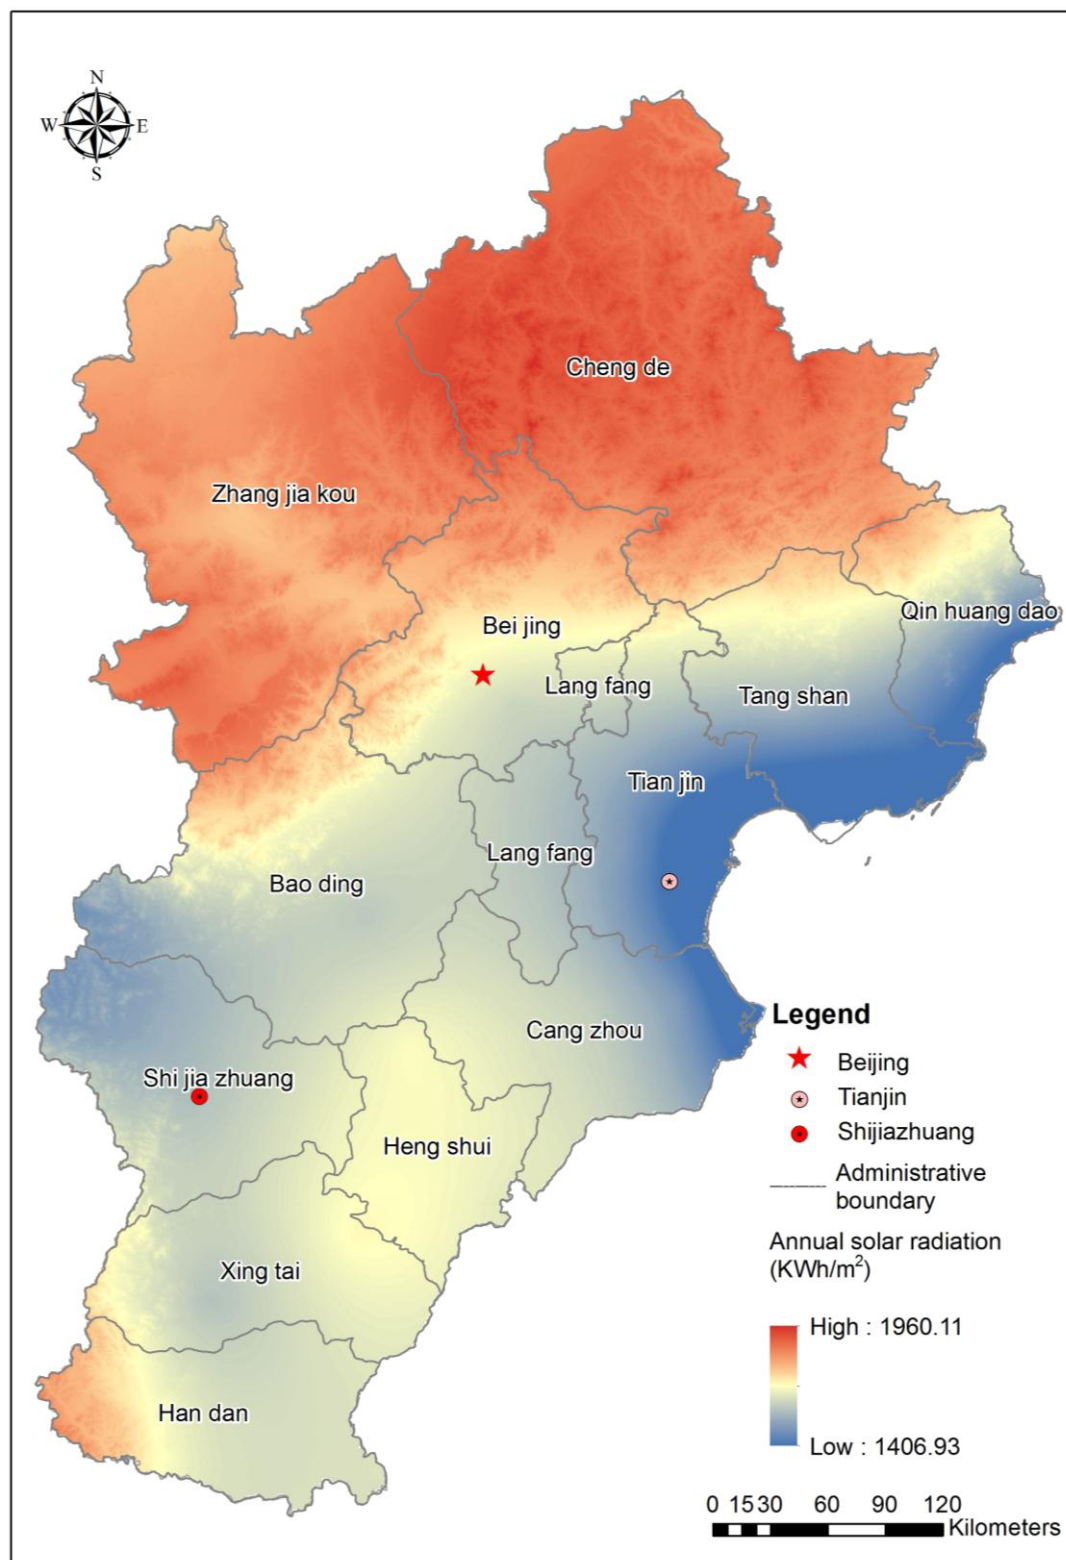 N
W E
S
Cheng de
Zhang jia kou
Qin huang dao
Bei jing
Lang fang
Tang shan
Tian jin
Lang fang
Bao ding
Cang zhou
Shi jia zhuang
Heng shui
Xing tai
Han dan
Legend
Beijing
Tianjin
Shijiazhuang
Administrative
boundary
Annual solar radiation
(KWh/m²)
High : 1960.11
Low : 1406.93
0 15 30 60 90 120
Kilometers